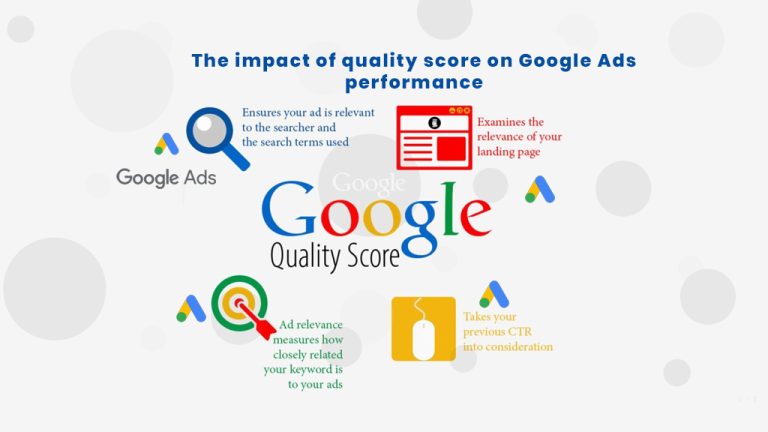 The impact of quality score on Google Ads
performance
Ensures your ad is relevant
to the searcher and
the search terms used
Examines the
relevance of your
landing page
Google Ads
Google
Google
Quality Score
Ad relevance
measures how
closely related
your keyword is
to your ads
Takes your
previous CTR
into consideration